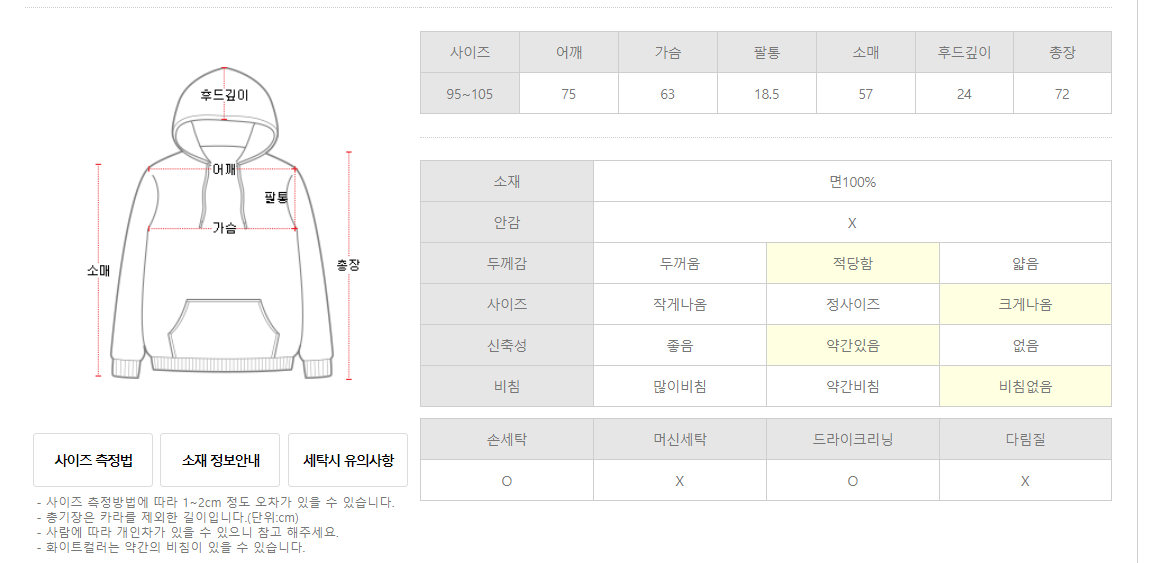 후드깊이
어깨
팔통
가슴
소매
총장
사이즈 어깨 가슴 팔통 소매 후드깊이 총장
95~105 75 63 18.5 57 24 72
소재 면100%
안감 X
두께감 두꺼움 적당함 얇음
사이즈 작게나옴 정사이즈 크게나옴
신축성 좋음 약간있음 없음
비침 많이비침 약간비침 비침없음
손세탁 머신세탁 드라이크리닝 다림질
O X O X
사이즈 측정법 소재 정보안내 세탁시 유의사항
- 사이즈 측정방법에 따라 1~2cm 정도 오차가 있을 수 있습니다.
- 총기장은 카라를 제외한 길이입니다.(단위:cm)
- 사람에 따라 개인차가 있을 수 있으니 참고 해주세요.
- 화이트컬러는 약간의 비침이 있을 수 있습니다.